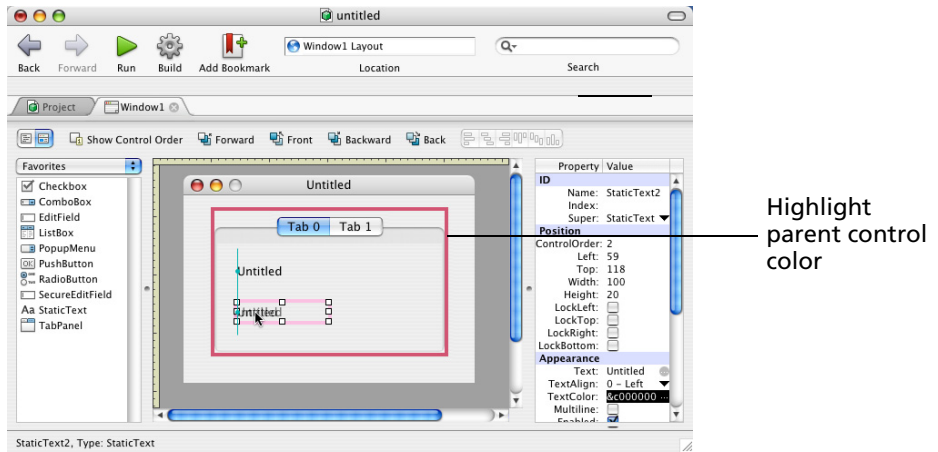 untitled
Window1 Layout
Back Forward Run Build Add Bookmark Location Search
Project Window1
Show Control Order Forward Front Backward Back
Favorites
Checkbox
ComboBox
EditField
ListBox
PopupMenu
OK PushButton
RadioButton
SecureEditField
Aa StaticText
TabPanel
Untitled
Tab 0 Tab 1
Untitled
Untitled
Property Value
ID
Name: StaticText2
Index:
Super: StaticText
Position
ControlOrder: 2
Left: 59
Top: 118
Width: 100
Height: 20
LockLeft:
LockTop:
LockRight:
LockBottom:
Appearance
Text: Untitled
TextAlign: 0 – Left
TextColor: &c000000 ...
Multiline:
Enabled:
StaticText2, Type: StaticText
Highlight
parent control
color